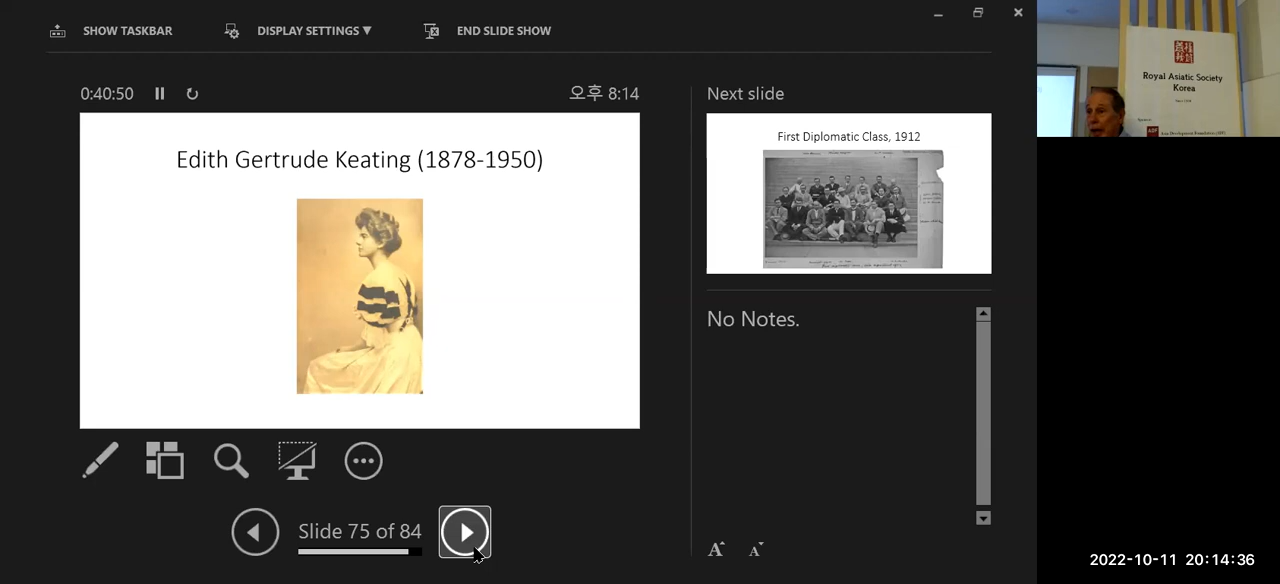 SHOW TASKBAR
DISPLAY SETTINGS ▼
END SLIDE SHOW
0:40:50
오후 8:14
Edith Gertrude Keating (1878-1950)
Slide 75 of 84
Next slide
First Diplomatic Class, 1912
No Notes.
A A
Royal Asiatic Society
Korea
2022-10-11 20:14:36